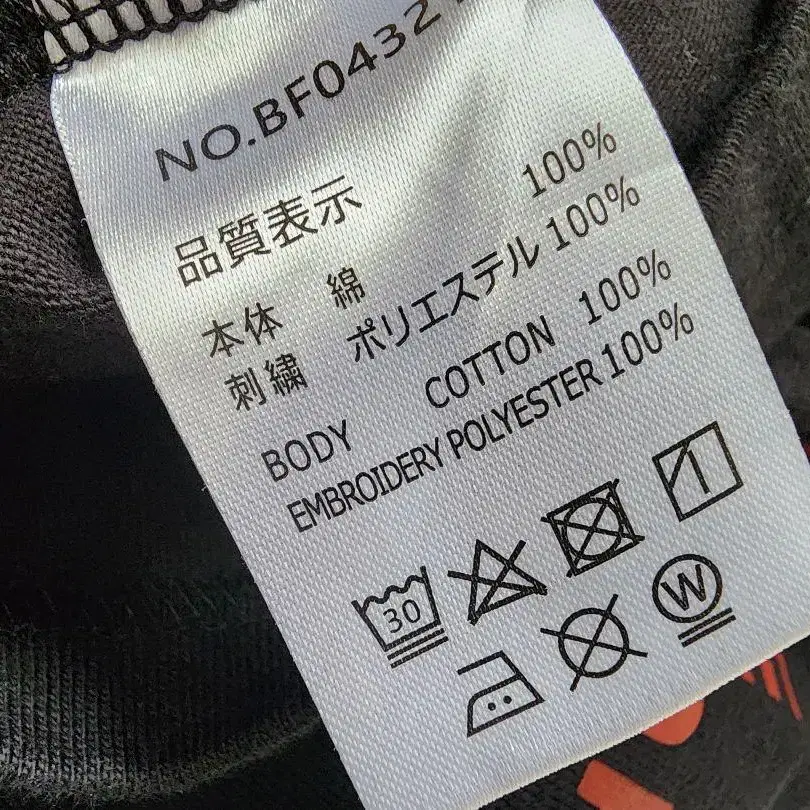 NO.BF0432
品質表示
本体 綿 100%
刺繍 ポリエステル 100%
BODY COTTON 100%
EMBROIDERY POLYESTER 100%
30
W